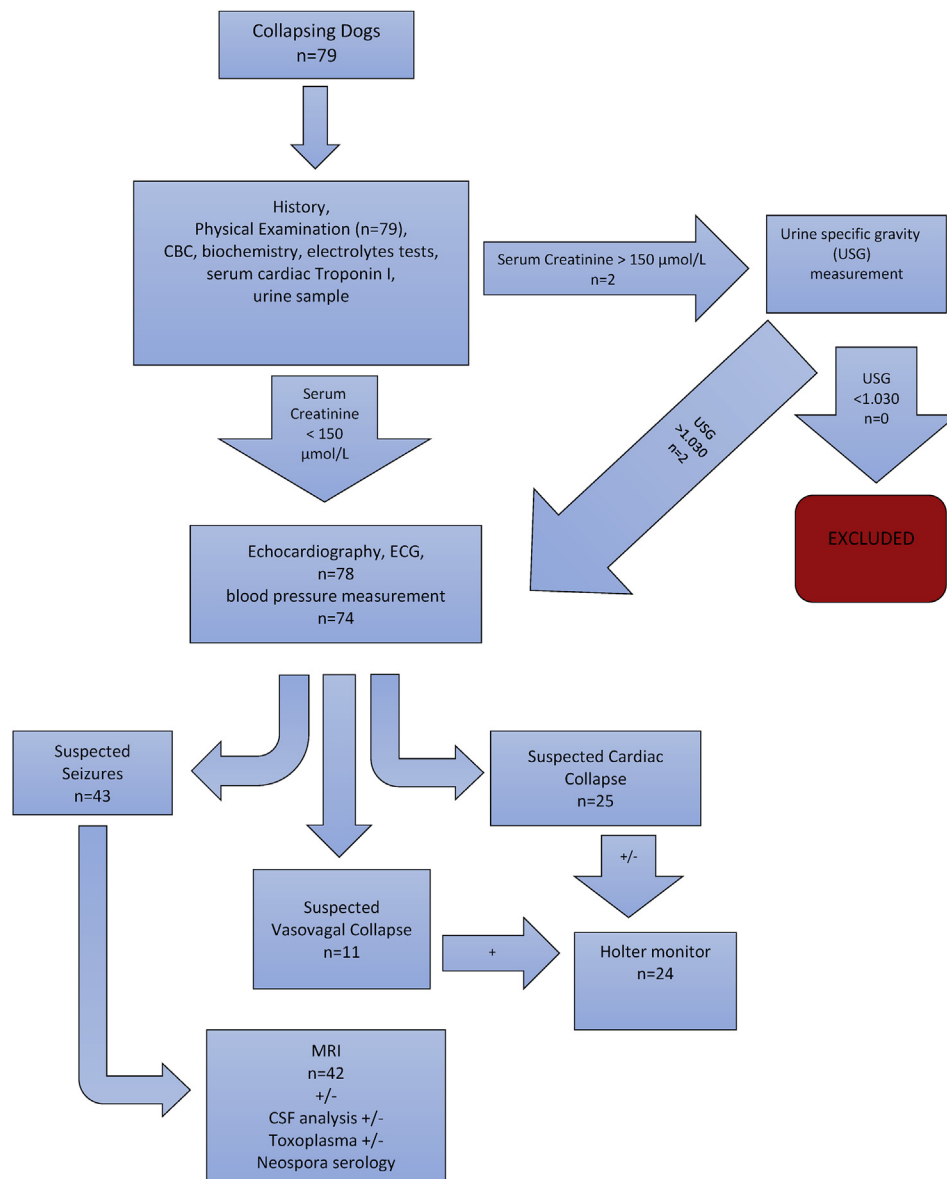 Collapsing Dogs
n=79
History,
Physical Examination (n=79),
CBC, biochemistry, electrolytes tests,
serum cardiac Troponin I,
urine sample
Serum Creatinine > 150 µmol/L
n=2
Urine specific gravity
(USG)
measurement
Serum
Creatinine
< 150
µmol/L
USG
>1.030
n=2
USG
<1.030
n=0
EXCLUDED
Echocardiography, ECG,
n=78
blood pressure measurement
n=74
Suspected
Seizures
n=43
Suspected Cardiac
Collapse
n=25
+/-
Suspected
Vasovagal Collapse
n=11
+
Holter monitor
n=24
MRI
n=42
+/-
CSF analysis +/-
Toxoplasma +/-
Neospora serology